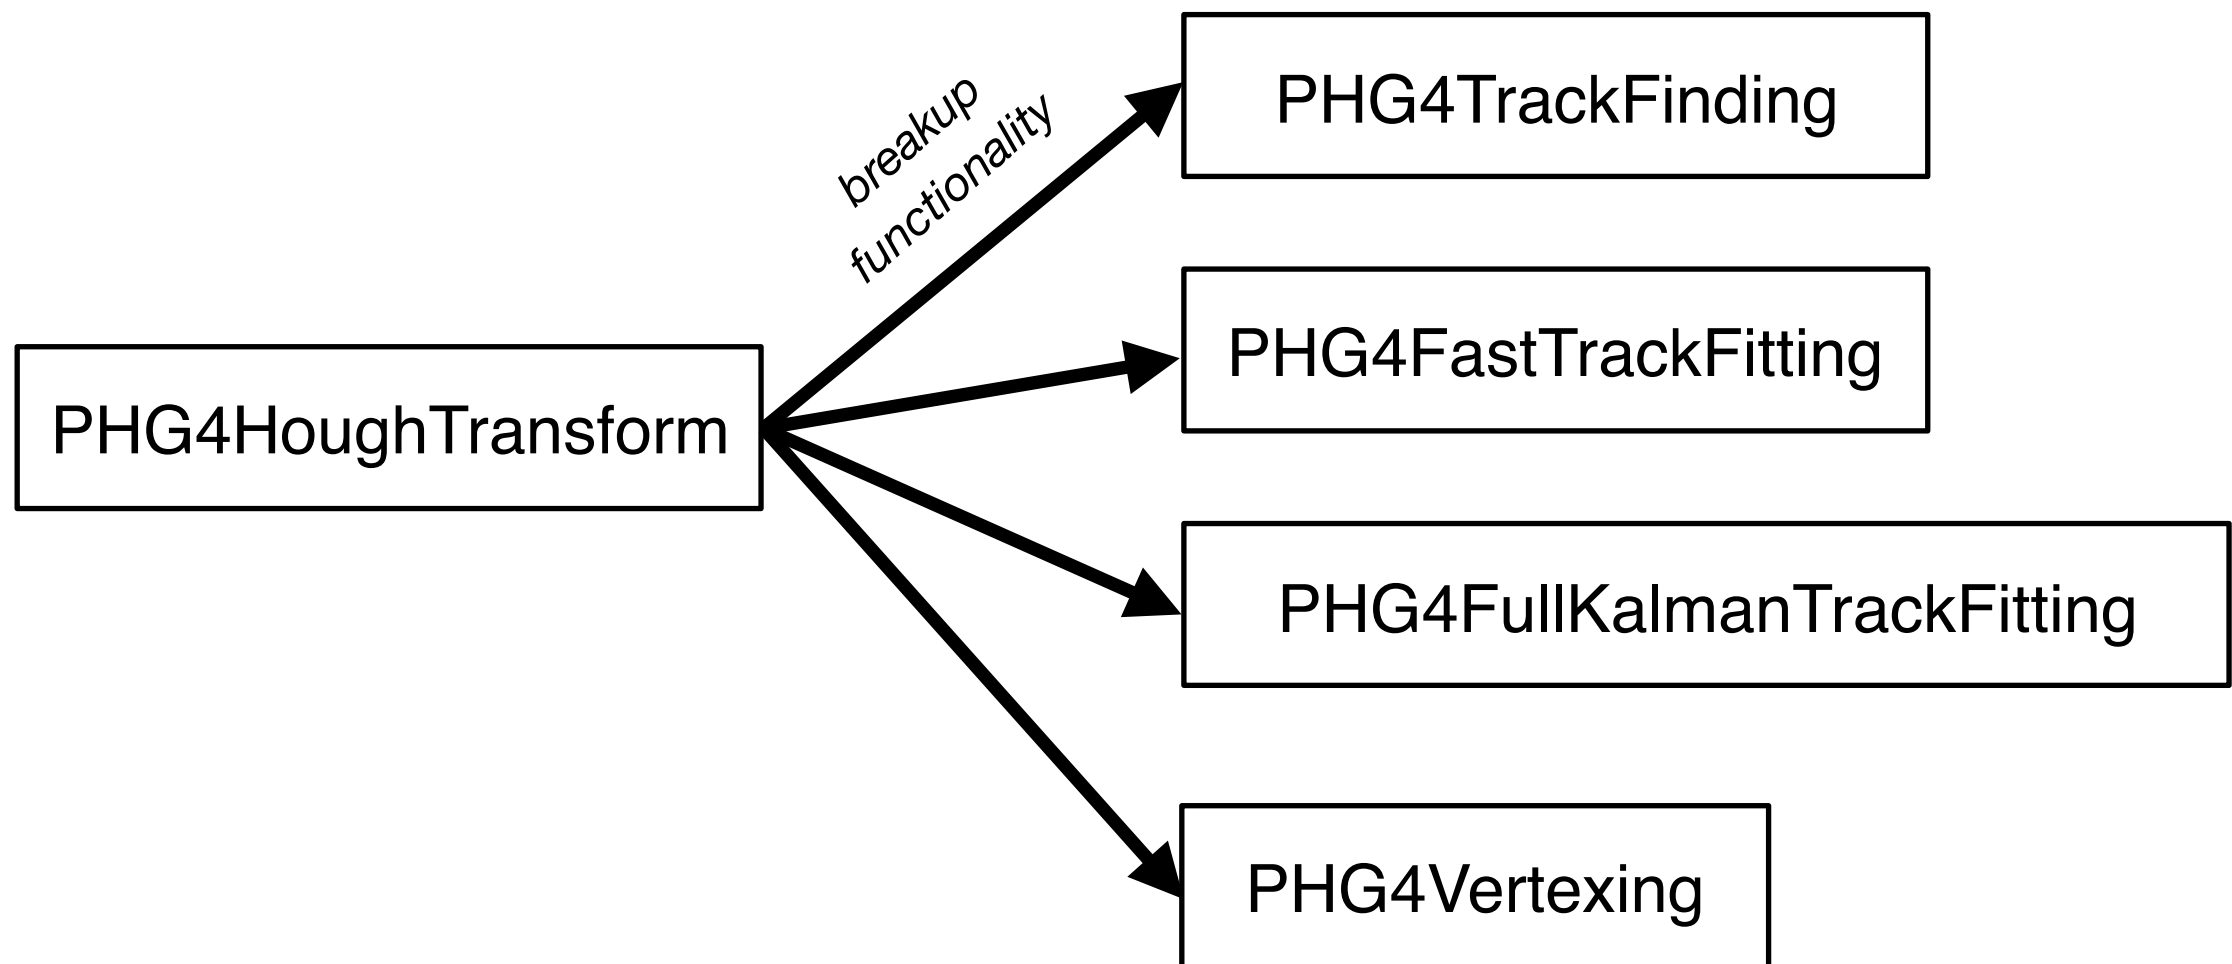 PHG4HoughTransform
breakup
functionality
PHG4TrackFinding
PHG4FastTrackFitting
PHG4FullKalmanTrackFitting
PHG4Vertexing